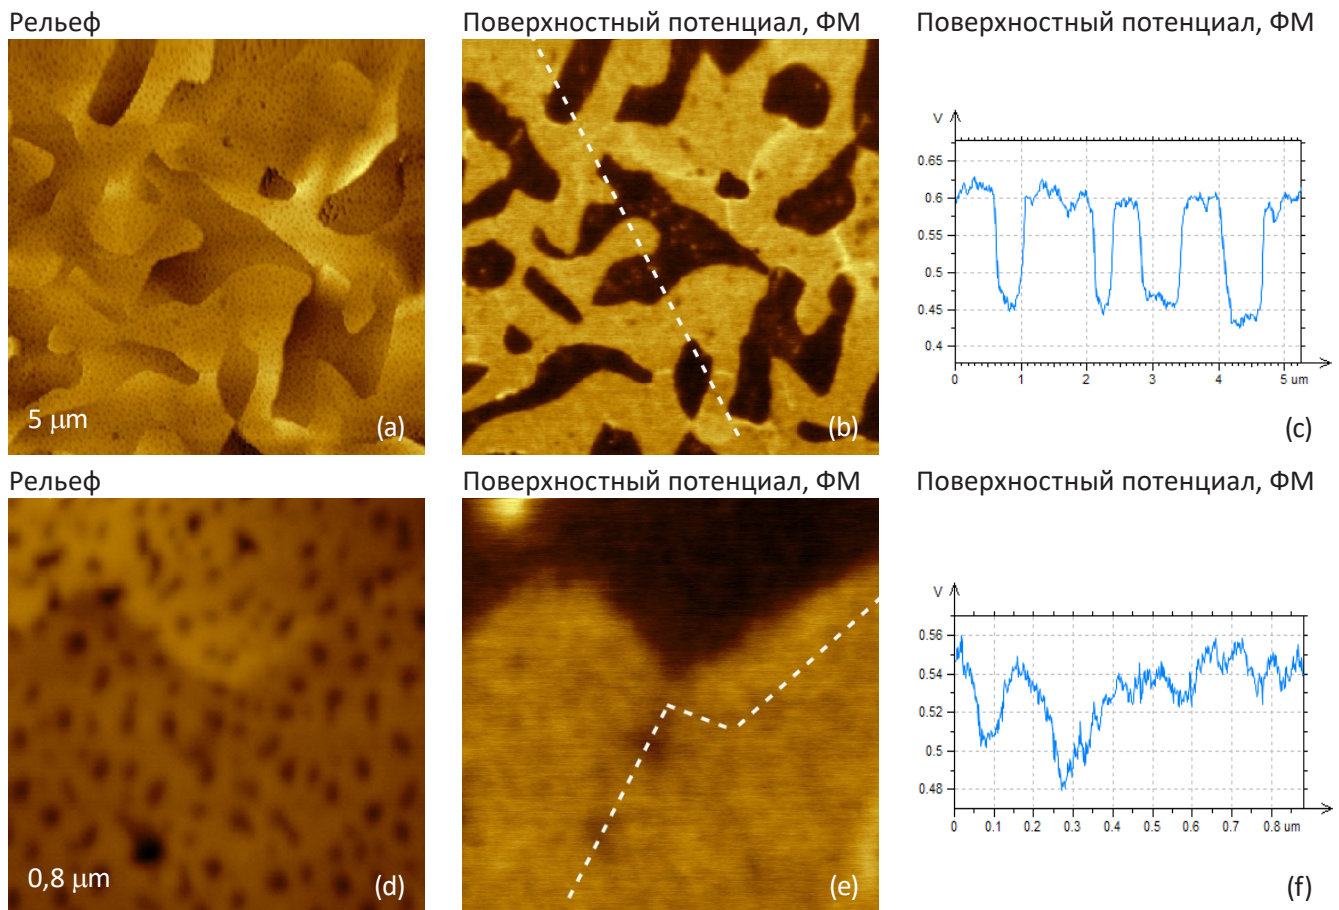 Рельеф
Поверхностный потенциал, ФМ
Поверхностный потенциал, ФМ
5 μm
(a)
(b)
V
0.65
0.6
0.55
0.5
0.45
0.4
0 1 2 3 4 5 um
(c)
Рельеф
Поверхностный потенциал, ФМ
Поверхностный потенциал, ФМ
0,8 μm
(d)
(e)
V
0.56
0.54
0.52
0.5
0.48
0 0.1 0.2 0.3 0.4 0.5 0.6 0.7 0.8 um
(f)